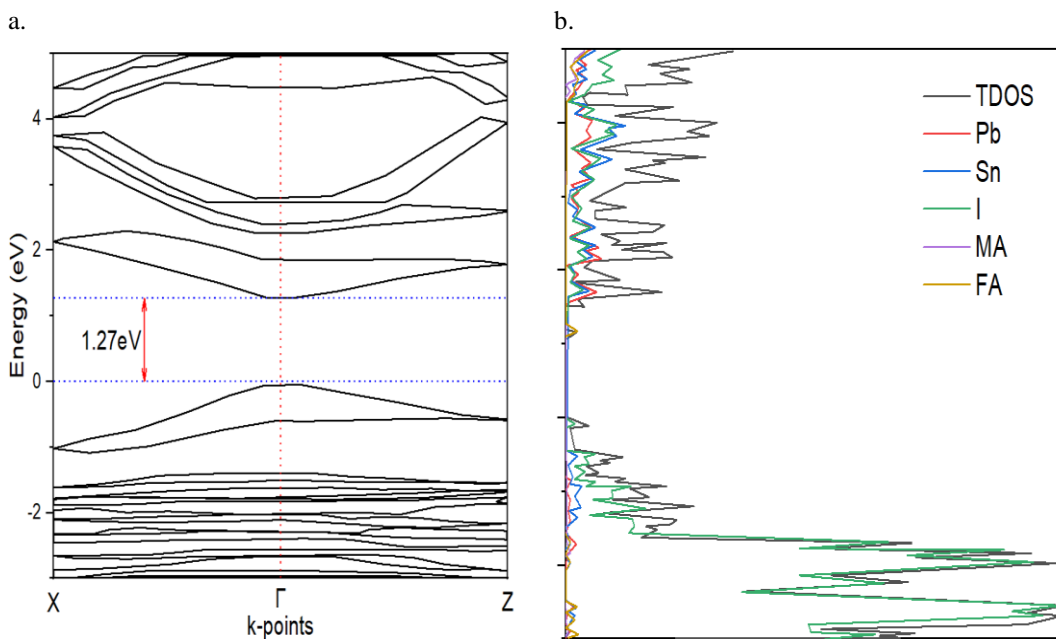 a.
4
2
0
-2
Energy (eV)
1.27eV
X
Γ
Z
k-points
b.
TDOS
Pb
Sn
I
MA
FA